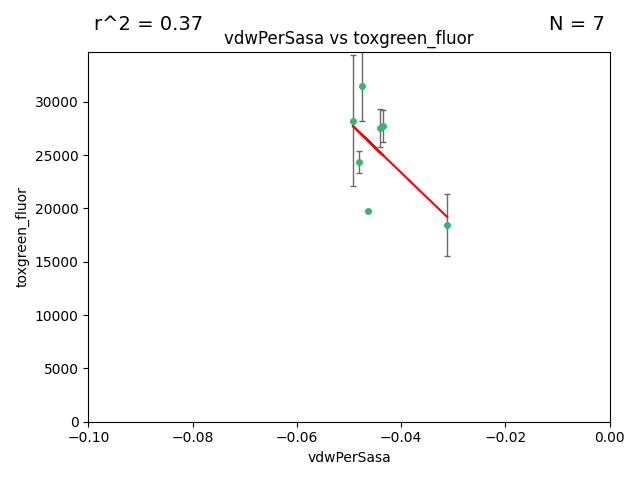 r^2 = 0.37
N = 7
vdwPerSasa vs toxgreen_fluor
30000
25000
20000
15000
10000
5000
0
toxgreen_fluor
−0.10
−0.08
−0.06
−0.04
−0.02
0.00
vdwPerSasa